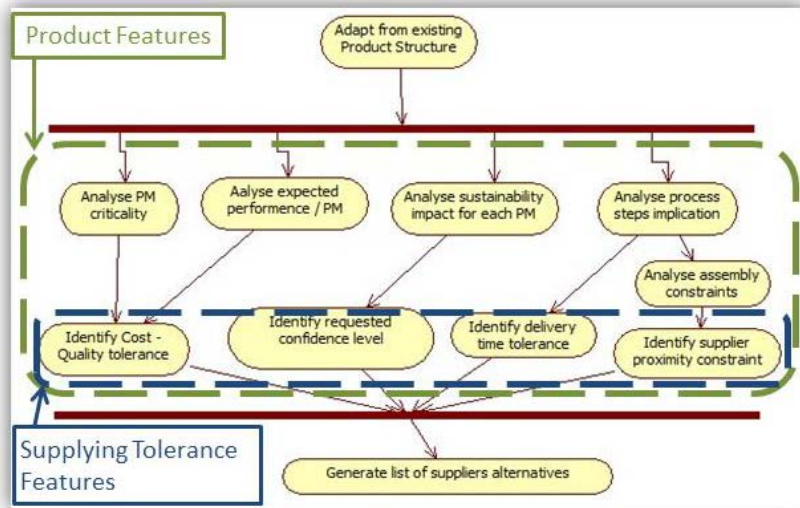 Product Features
Adapt from existing
Product Structure
Analyse PM
criticality
Aalyse expected
performence / PM
Analyse sustainability
impact for each PM
Analyse process
steps implication
Analyse assembly
constraints
Identify Cost -
Quality tolerance
Identify requested
confidence level
Identify delivery
time tolerance
Identify supplier
proximity constraint
Supplying Tolerance
Features
Generate list of suppliers alternatives